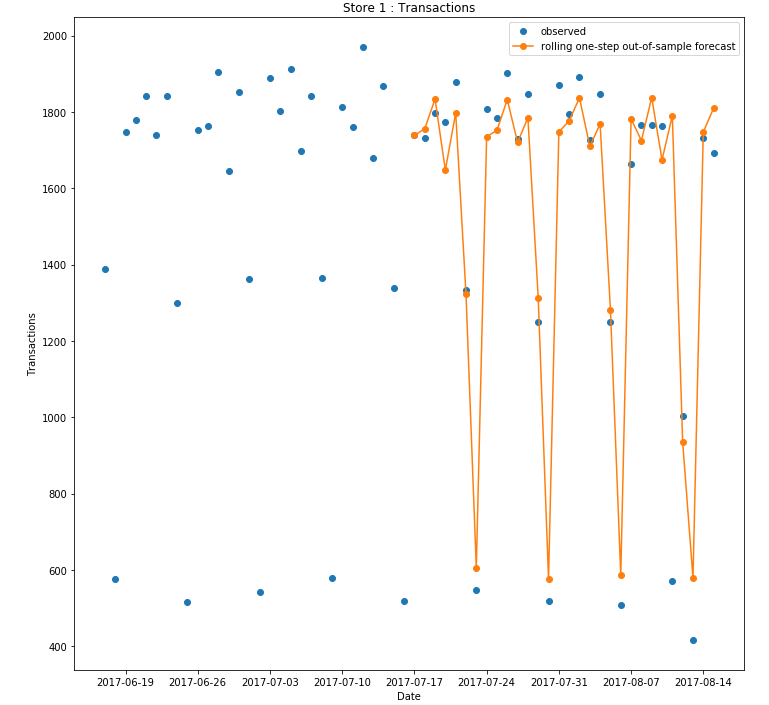 Store 1 : Transactions
observed
rolling one-step out-of-sample forecast
2000
1800
1600
1400
1200
1000
800
600
400
Transactions
2017-06-19 2017-06-26 2017-07-03 2017-07-10 2017-07-17 2017-07-24 2017-07-31 2017-08-07 2017-08-14
Date